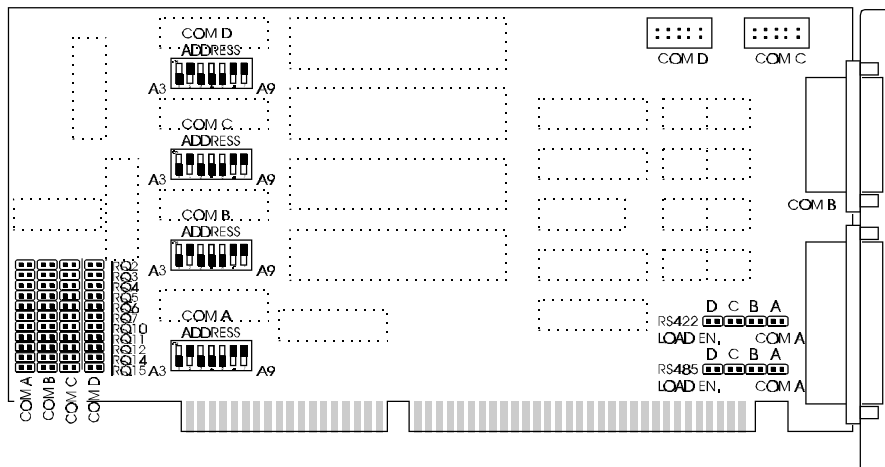 COM D
ADDRESS
A3 A9
COM D COM C
COM C
ADDRESS
A3 A9
COM B
COM B
ADDRESS
A3 A9
IRQ2
IRQ3
IRQ4
IRQ5
IRQ6
IRQ7
IRQ10
IRQ11
IRQ12
IRQ14
IRQ15
COM A
COM B
COM C
COM D
COM A
ADDRESS
A3 A9
D C B A
RS422
LOAD EN, COM A
D C B A
RS485
LOAD EN, COM A